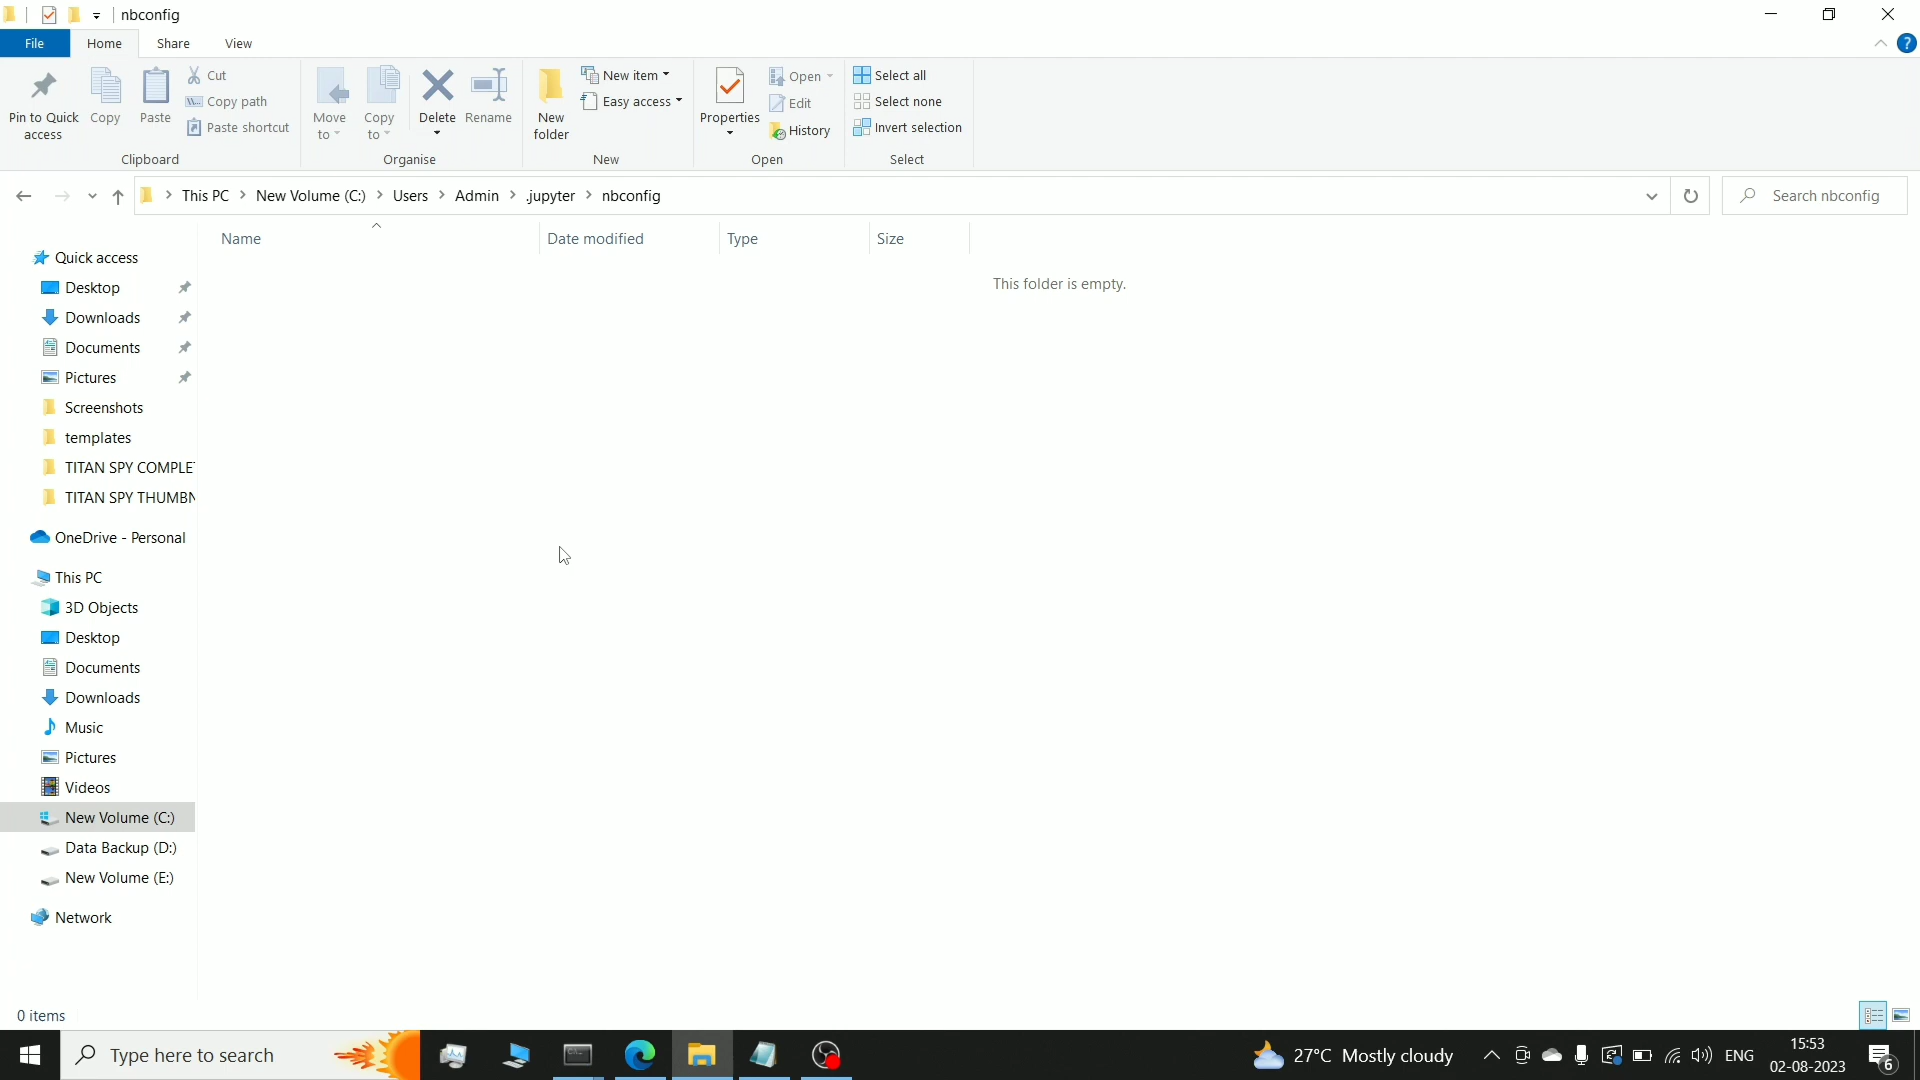 nbconfig
File Home Share View
Pin to Quick access
Copy
Paste
Cut
Copy path
Paste shortcut
Clipboard
Move to
Copy to
Delete
Rename
Organise
New folder
New item
Easy access
New
Properties
Open
Edit
History
Open
Select all
Select none
Invert selection
Select
This PC > New Volume (C:) > Users > Admin > .jupyter > nbconfig
Search nbconfig
Name Date modified Type Size
This folder is empty.
Quick access
Desktop
Downloads
Documents
Pictures
Screenshots
templates
TITAN SPY COMPLE
TITAN SPY THUMBN
OneDrive - Personal
This PC
3D Objects
Desktop
Documents
Downloads
Music
Pictures
Videos
New Volume (C:)
Data Backup (D:)
New Volume (E:)
Network
0 items
Type here to search
27°C Mostly cloudy
ENG
15:53
02-08-2023
6